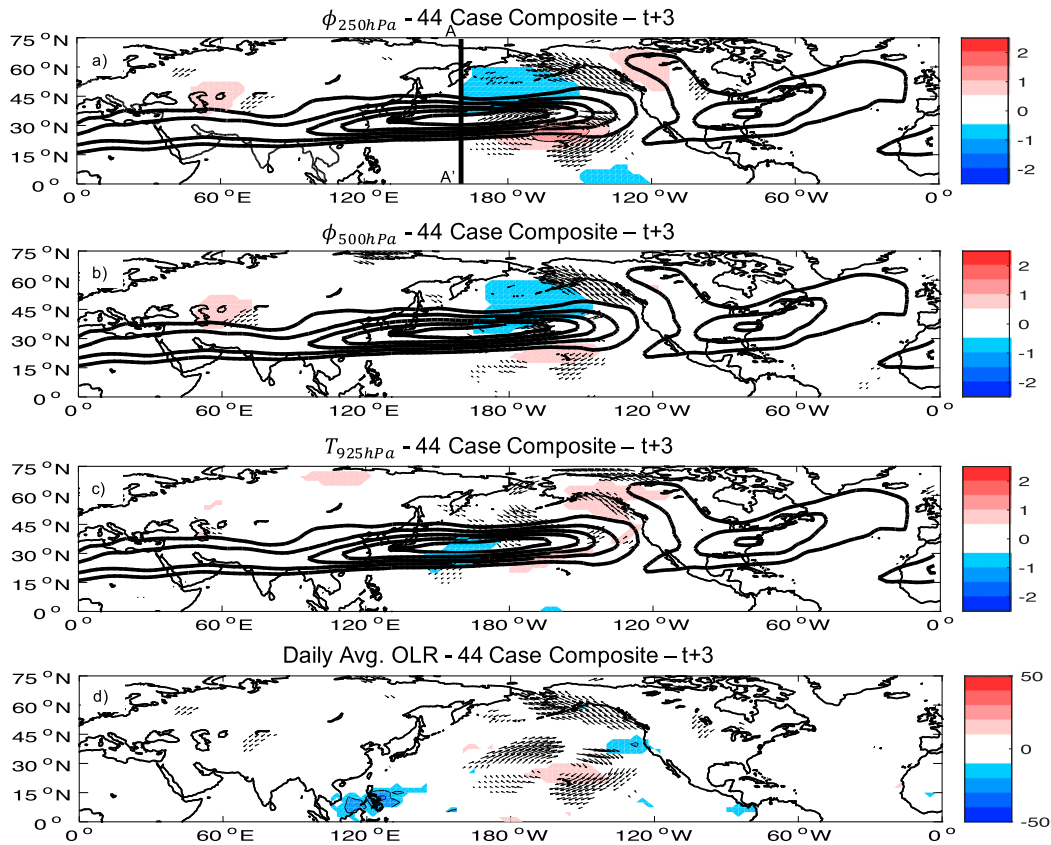 ϕ250hPa - 44 Case Composite – t+3
A
a)
75°N
60°N
45°N
30°N
15°N
0°
A'
0° 60°E 120°E 180°W 120°W 60°W 0°
2
1
0
-1
-2
ϕ500hPa - 44 Case Composite – t+3
b)
75°N
60°N
45°N
30°N
15°N
0°
0° 60°E 120°E 180°W 120°W 60°W 0°
2
1
0
-1
-2
T925hPa - 44 Case Composite – t+3
c)
75°N
60°N
45°N
30°N
15°N
0°
0° 60°E 120°E 180°W 120°W 60°W 0°
2
1
0
-1
-2
Daily Avg. OLR - 44 Case Composite – t+3
d)
75°N
60°N
45°N
30°N
15°N
0°
0° 60°E 120°E 180°W 120°W 60°W 0°
50
0
-50